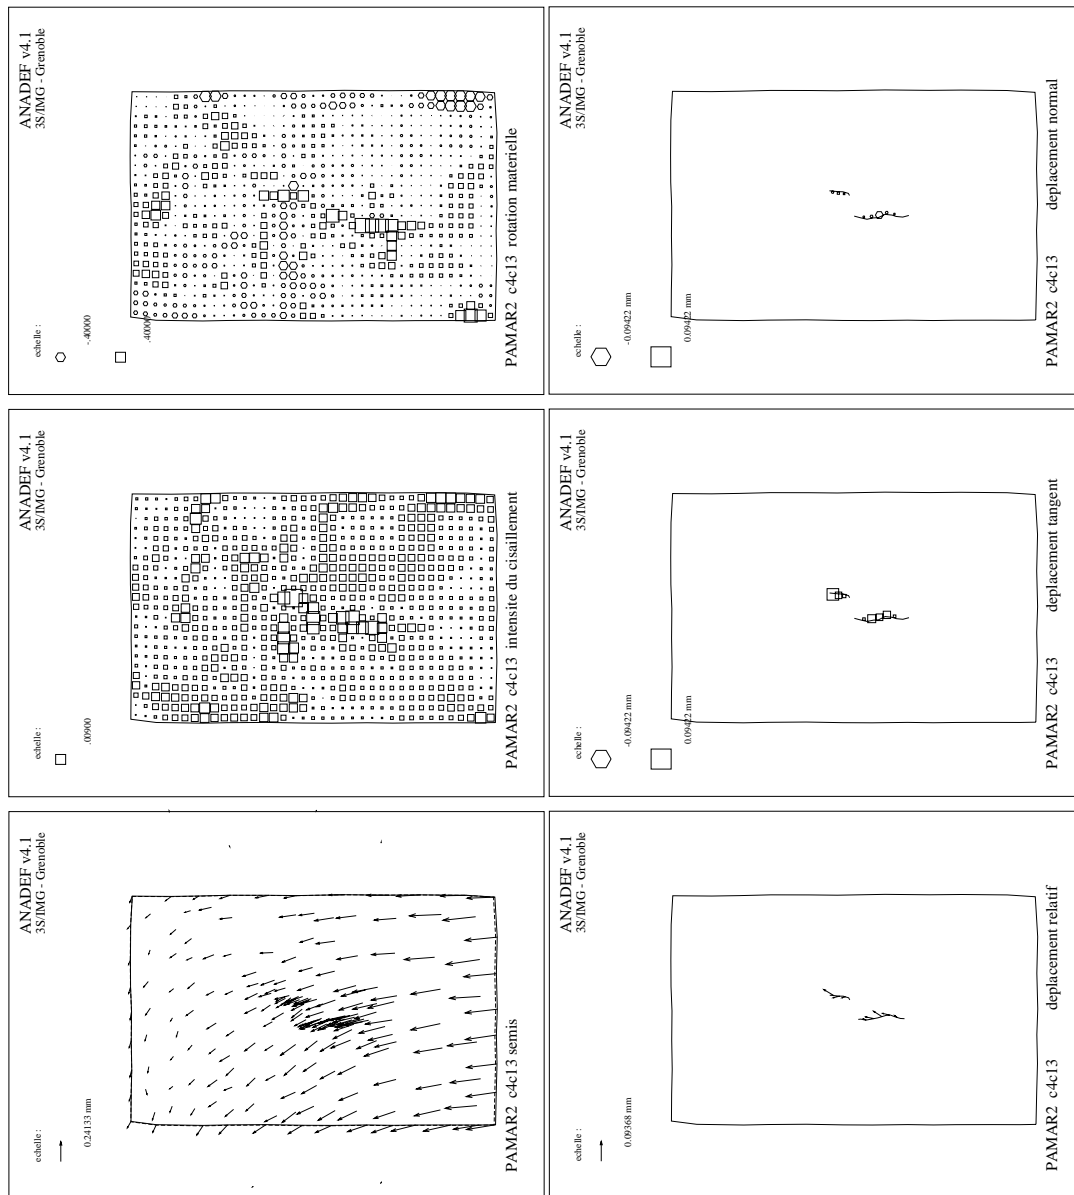 ANADEF v4.1
3S/IMG - Grenoble
echelle :
-.40000
.40000
PAMAR2 c4c13 rotation materielle
ANADEF v4.1
3S/IMG - Grenoble
echelle :
-0.09422 mm
0.09422 mm
PAMAR2 c4c13 deplacement normal
ANADEF v4.1
3S/IMG - Grenoble
echelle :
.00900
PAMAR2 c4c13 intensite du cisaillement
ANADEF v4.1
3S/IMG - Grenoble
echelle :
-0.09422 mm
0.09422 mm
PAMAR2 c4c13 deplacement tangent
ANADEF v4.1
3S/IMG - Grenoble
echelle :
0.24133 mm
PAMAR2 c4c13 semis
ANADEF v4.1
3S/IMG - Grenoble
echelle :
0.09368 mm
PAMAR2 c4c13 deplacement relatif